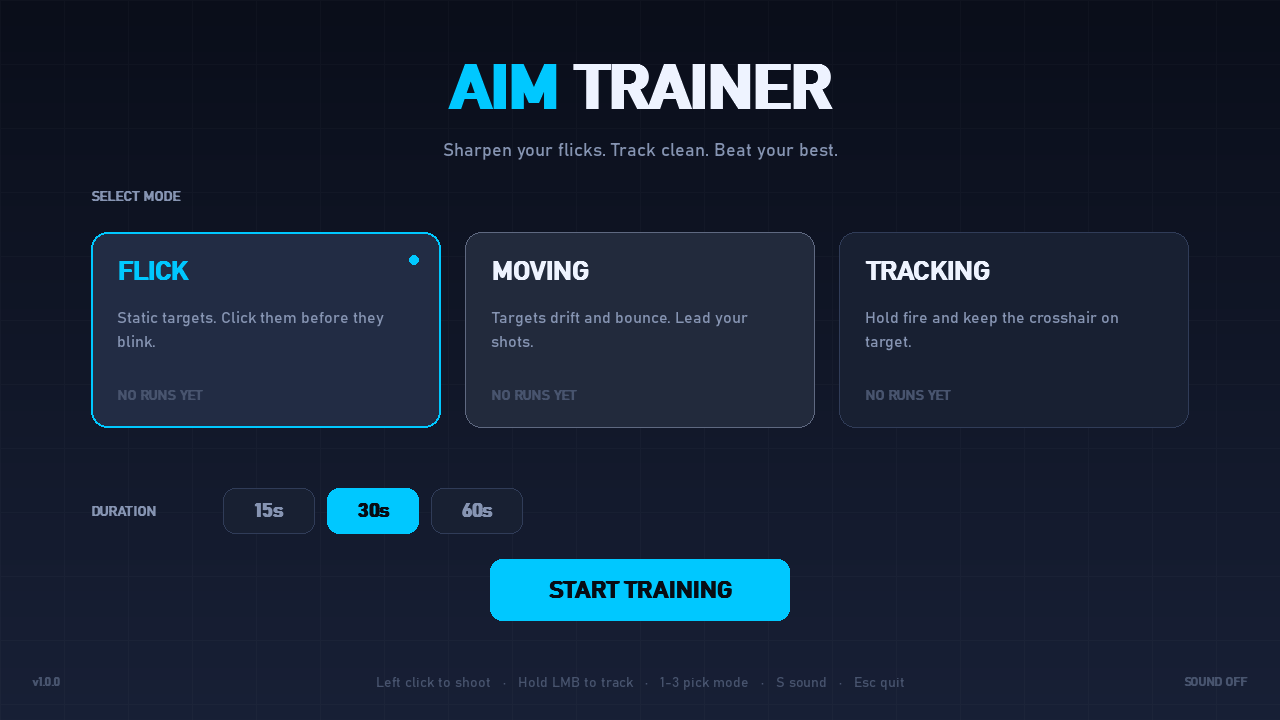 AIM TRAINER
Sharpen your flicks. Track clean. Beat your best.
SELECT MODE
FLICK
Static targets. Click them before they
blink.
NO RUNS YET
MOVING
Targets drift and bounce. Lead your
shots.
NO RUNS YET
TRACKING
Hold fire and keep the crosshair on
target.
NO RUNS YET
DURATION
15s
30s
60s
START TRAINING
v1.0.0
Left click to shoot · Hold LMB to track · 1-3 pick mode · S sound · Esc quit
SOUND OFF